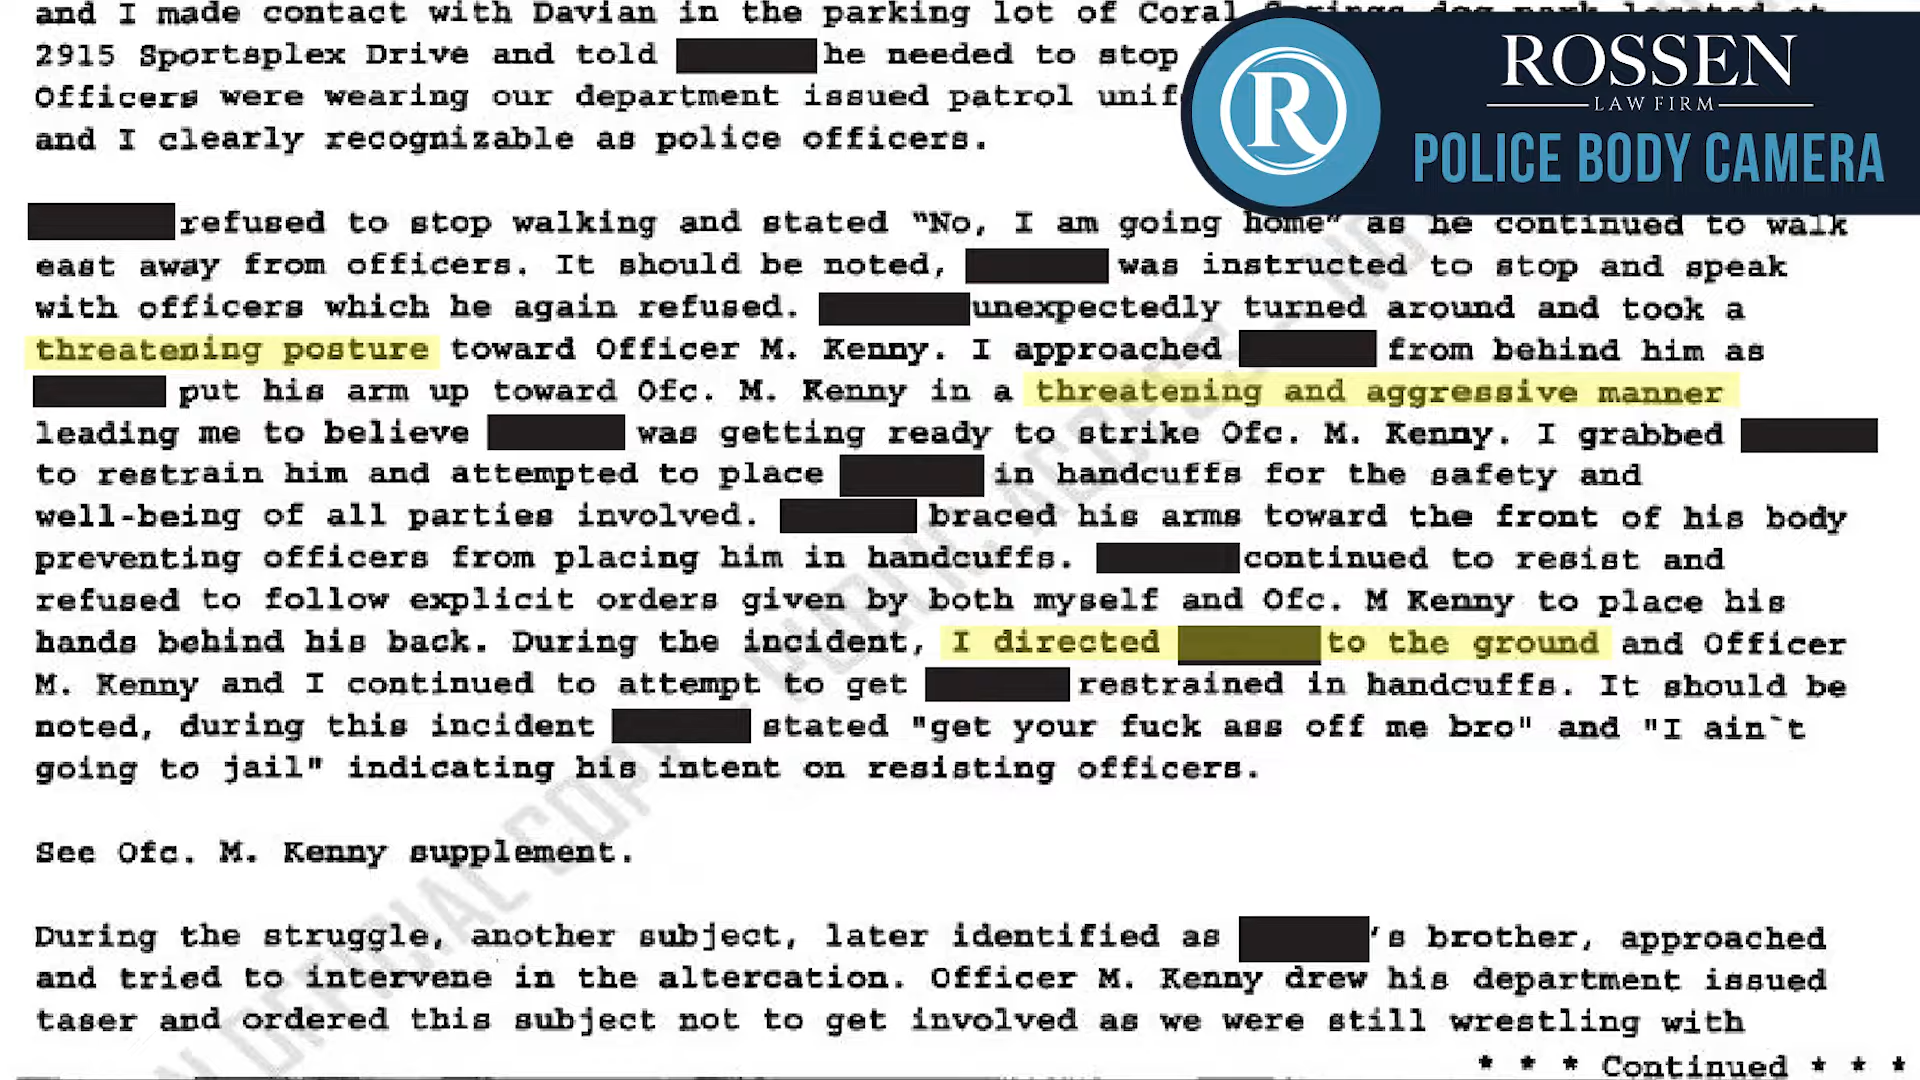 and I made contact with Davian in the parking lot of Coral Springs dog park located at
2915 Sportsplex Drive and told he needed to stop
Officers were wearing our department issued patrol
and I clearly recognizable as police officers.
refused to stop walking and stated "No, I am going home" as he continued to walk
east away from officers. It should be noted, was instructed to stop and speak
with officers which he again refused. unexpectedly turned around and took a
threatening posture toward Officer M. Kenny. I approached from behind him as
put his arm up toward Ofc. M. Kenny in a threatening and aggressive manner
leading me to believe was getting ready to strike Ofc. M. Kenny. I grabbed
to restrain him and attempted to place in handcuffs for the safety and
well-being of all parties involved. braced his arms toward the front of his body
preventing officers from placing him in handcuffs. continued to resist and
refused to follow explicit orders given by both myself and Ofc. M Kenny to place his
hands behind his back. During the incident, I directed to the ground and Officer
M. Kenny and I continued to attempt to get restrained in handcuffs. It should be
noted, during this incident stated "get your fuck ass off me bro" and "I ain`t
going to jail" indicating his intent on resisting officers.
See Ofc. M. Kenny supplement.
During the struggle, another subject, later identified as 's brother, approached
and tried to intervene in the altercation. Officer M. Kenny drew his department issued
taser and ordered this subject not to get involved as we were still wrestling with
* * * Continued * * *
R
ROSSEN
LAW FIRM
POLICE BODY CAMERA